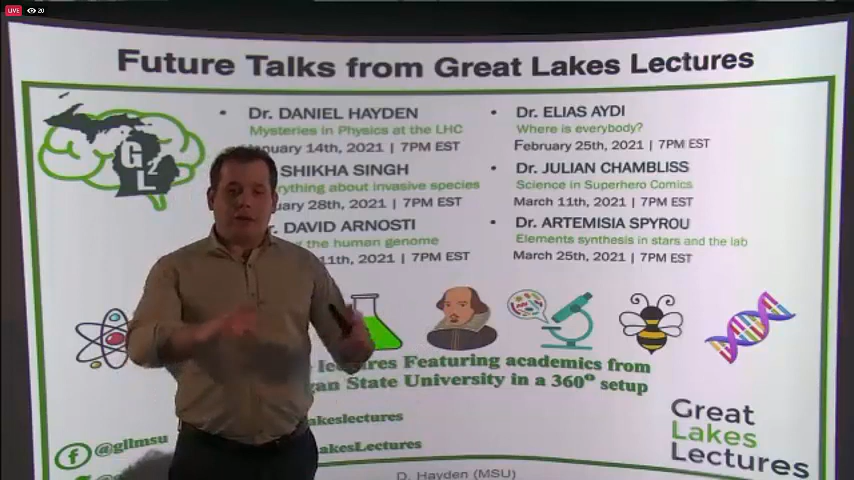 LIVE 20
Future Talks from Great Lakes Lectures
Dr. DANIEL HAYDEN
Mysteries in Physics at the LHC
nuary 14th, 2021 | 7PM EST
SHIKHA SINGH
rything about invasive species
uary 28th, 2021 | 7PM EST
r. DAVID ARNOSTI
the human genome
11th, 2021 | 7PM EST
Dr. ELIAS AYDI
Where is everybody?
February 25th, 2021 | 7PM EST
Dr. JULIAN CHAMBLISS
Science in Superhero Comics
March 11th, 2021 | 7PM EST
Dr. ARTEMISIA SPYROU
Elements synthesis in stars and the lab
March 25th, 2021 | 7PM EST
G2L
lectures Featuring academics from
gan State University in a 360° setup
@gllmsu
akeslectures
akesLectures
Great
Lakes
Lectures
D. Hayden (MSU)